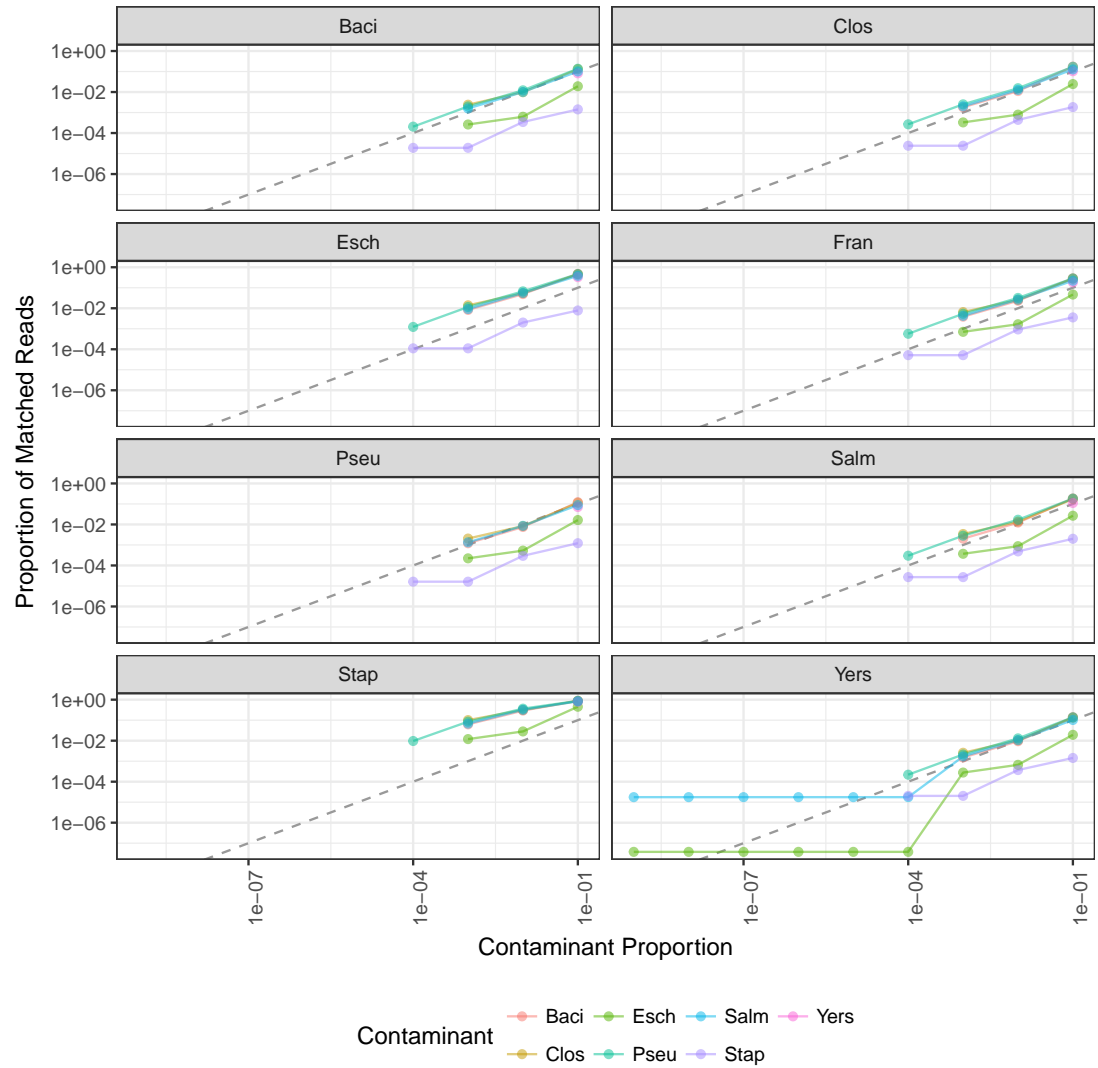 Baci Clos
1e+00
1e−02
1e−04
1e−06
Esch Fran
1e+00
1e−02
1e−04
1e−06
Pseu Salm
1e+00
1e−02
1e−04
1e−06
Stap Yers
1e+00
1e−02
1e−04
1e−06
1e−07 1e−04 1e−01 1e−07 1e−04 1e−01
Proportion of Matched Reads
Contaminant Proportion
Contaminant
Baci Esch Salm Yers
Clos Pseu Stap